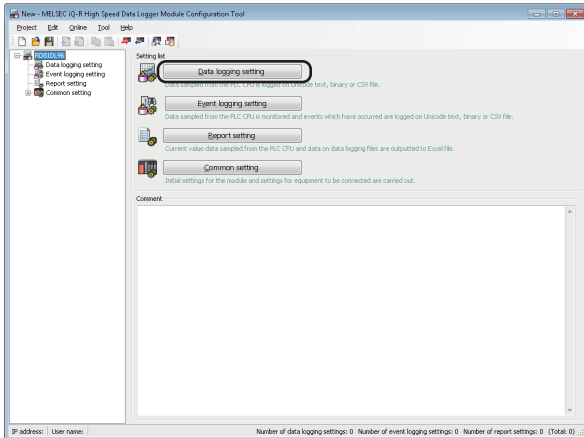 New - MELSEC iQ-R High Speed Data Logger Module Configuration Tool
Project Edit Online Tool Help
RD81DL96
Data logging setting
Event logging setting
Report setting
Common setting
Setting list
Data logging setting
Data sampled from the PLC CPU is logged on Unicode text, binary or CSV file.
Event logging setting
Data sampled from the PLC CPU is monitored and events which have occurred are logged on Unicode text, binary or CSV file.
Report setting
Current value data sampled from the PLC CPU and data on data logging files are outputted to Excel file.
Common setting
Initial settings for the module and settings for equipment to be connected are carried out.
Comment
IP address: User name: Number of data logging settings: 0 Number of event logging settings: 0 Number of report settings: 0 (Total: 0)